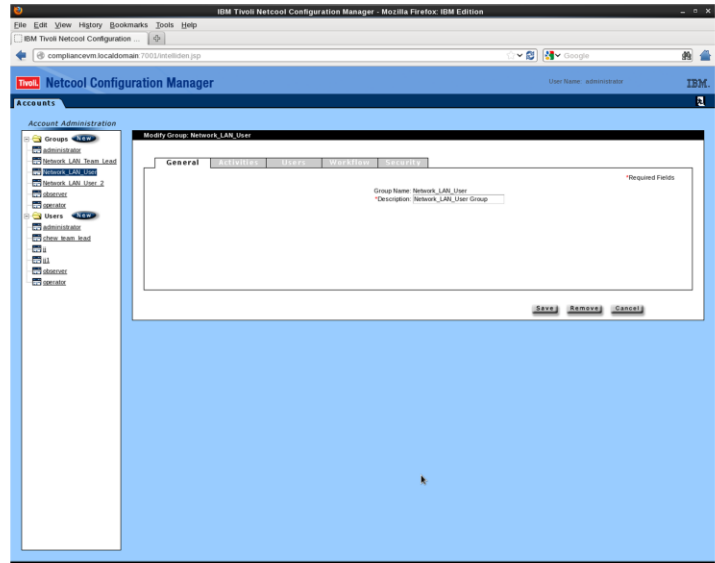 IBM Tivoli Netcool Configuration Manager - Mozilla Firefox: IBM Edition
File Edit View History Bookmarks Tools Help
IBM Tivoli Netcool Configuration ...
compliancevm.localdomain:7001/intelliden.jsp
Google
Tivoli. Netcool Configuration Manager
User Name: administrator
IBM.
Accounts
Account Administration
Groups New
administrator
Network_LAN_Team_Lead
Network_LAN_User
Network_LAN_User_2
observer
operator
Users New
administrator
chew_team_lead
observer
operator
Modify Group: Network_LAN_User
General Activities Users Workflow Security
*Required Fields
Group Name: Network_LAN_User
*Description: Network_LAN_User Group
Save Remove Cancel